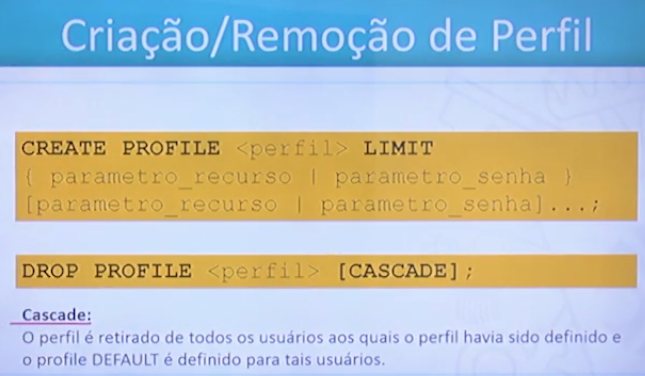 Criação/Remoção de Perfil
CREATE PROFILE <perfil> LIMIT
{ parametro_recurso | parametro_senha }
[parametro_recurso | parametro_senha]...;
DROP PROFILE <perfil> [CASCADE];
Cascade:
O perfil é retirado de todos os usuários aos quais o perfil havia sido definido e
o profile DEFAULT é definido para tais usuários.